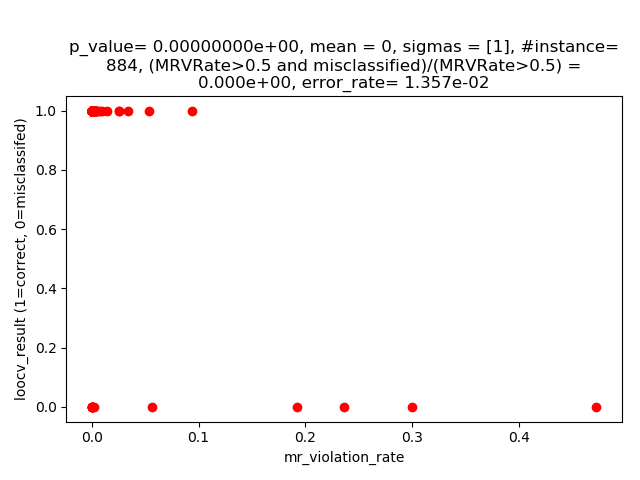 p_value= 0.00000000e+00, mean = 0, sigmas = [1], #instance=
884, (MRVRate>0.5 and misclassified)/(MRVRate>0.5) =
0.000e+00, error_rate= 1.357e-02
loocv_result (1=correct, 0=misclassifed)
1.0
0.8
0.6
0.4
0.2
0.0
0.0 0.1 0.2 0.3 0.4
mr_violation_rate